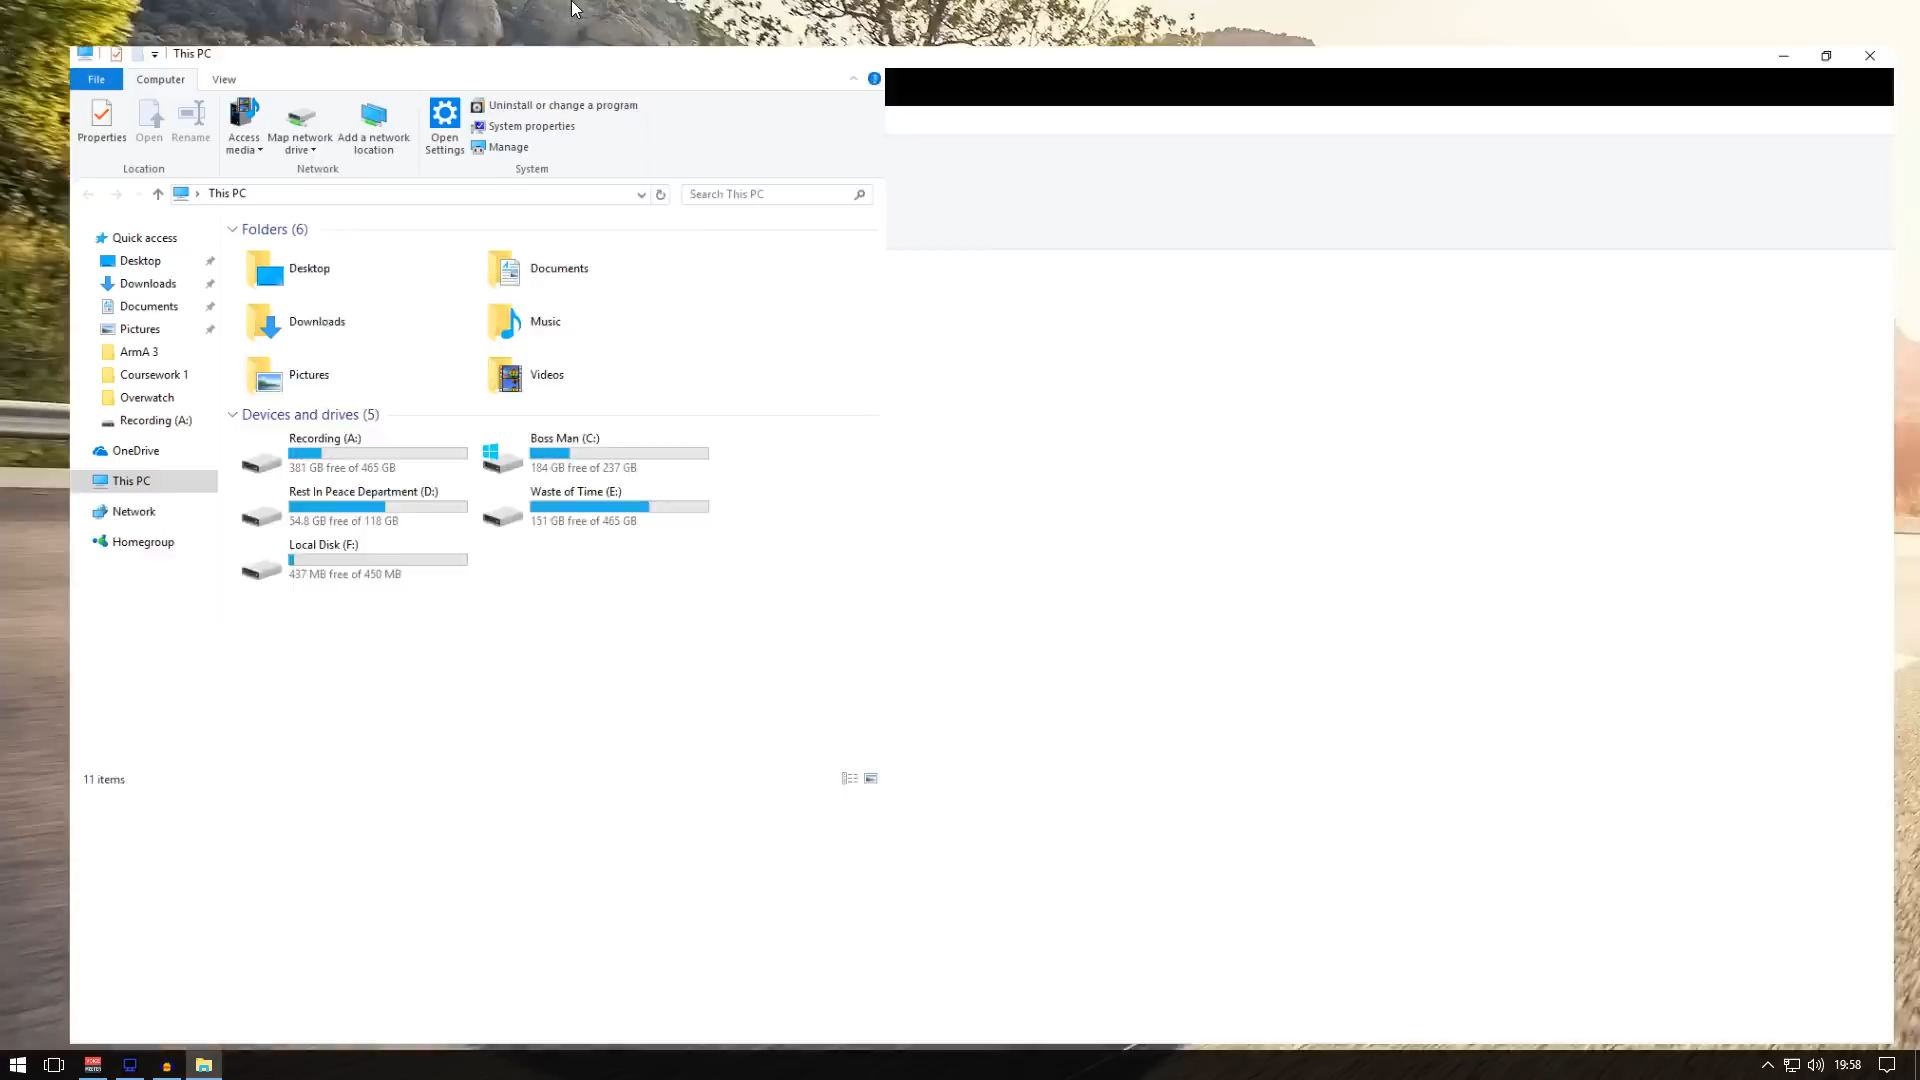 This PC
File Computer View
Properties Open Rename Access media Map network drive Add a network location Open Settings
Uninstall or change a program
System properties
Manage
Location Network System
This PC
Search This PC
Quick access
Desktop
Downloads
Documents
Pictures
ArmA 3
Coursework 1
Overwatch
Recording (A:)
OneDrive
This PC
Network
Homegroup
Folders (6)
Desktop Documents
Downloads Music
Pictures Videos
Devices and drives (5)
Recording (A:)
381 GB free of 465 GB
Boss Man (C:)
184 GB free of 237 GB
Rest In Peace Department (D:)
54.8 GB free of 118 GB
Waste of Time (E:)
151 GB free of 465 GB
Local Disk (F:)
437 MB free of 450 MB
11 items
19:58